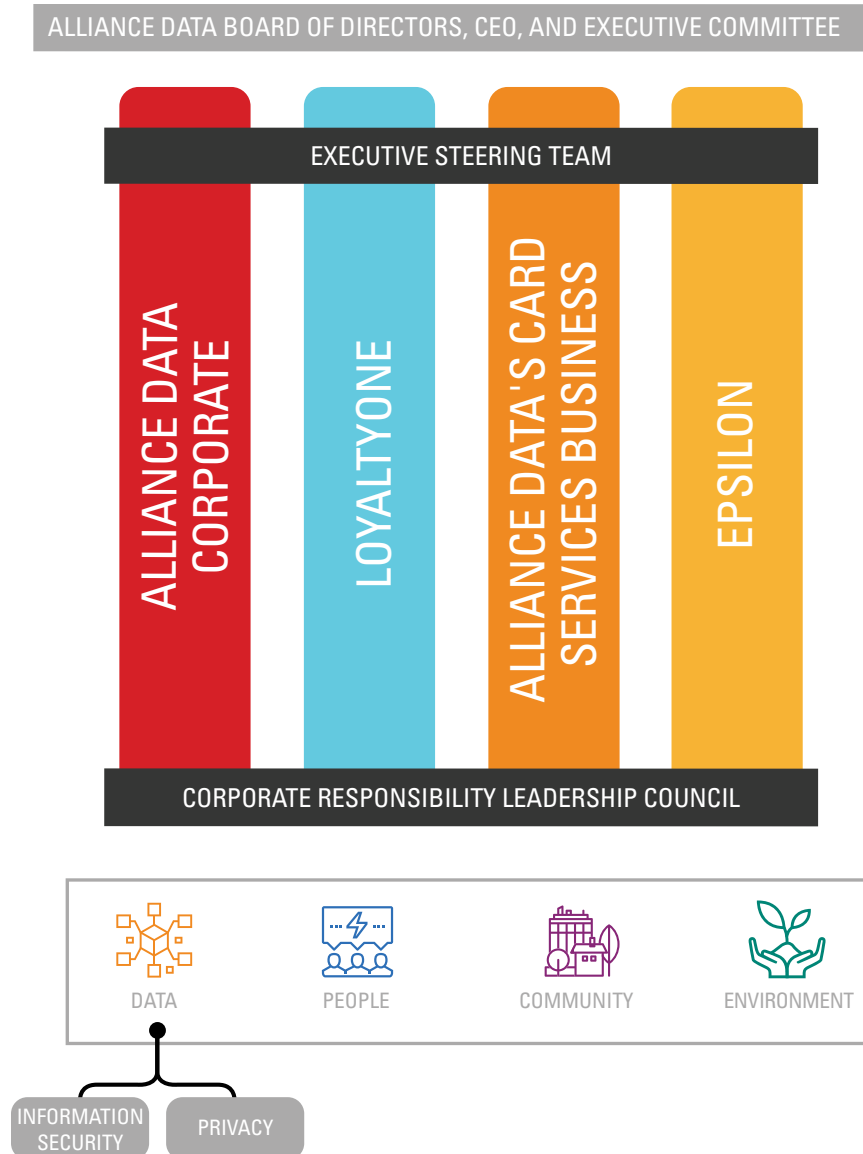 ALLIANCE DATA BOARD OF DIRECTORS, CEO, AND EXECUTIVE COMMITTEE
EXECUTIVE STEERING TEAM
ALLIANCE DATA
CORPORATE
LOYALTYONE
ALLIANCE DATA'S CARD
SERVICES BUSINESS
EPSILON
CORPORATE RESPONSIBILITY LEADERSHIP COUNCIL
DATA
PEOPLE
COMMUNITY
ENVIRONMENT
INFORMATION
SECURITY
PRIVACY